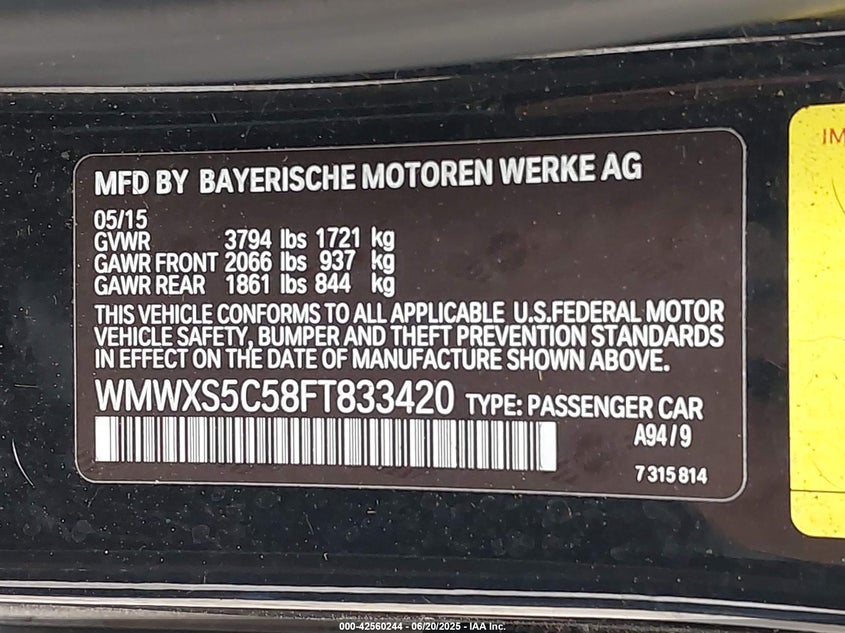 MFD BY BAYERISCHE MOTOREN WERKE AG
05/15
GVWR 3794 lbs 1721 kg
GAWR FRONT 2066 lbs 937 kg
GAWR REAR 1861 lbs 844 kg
THIS VEHICLE CONFORMS TO ALL APPLICABLE U.S.FEDERAL MOTOR
VEHICLE SAFETY, BUMPER AND THEFT PREVENTION STANDARDS
IN EFFECT ON THE DATE OF MANUFACTURE SHOWN ABOVE.
WMWXS5C58FT833420 TYPE: PASSENGER CAR
A94/9
7315814
IM
000-42560244 - 06/20/2025 - IAA Inc.